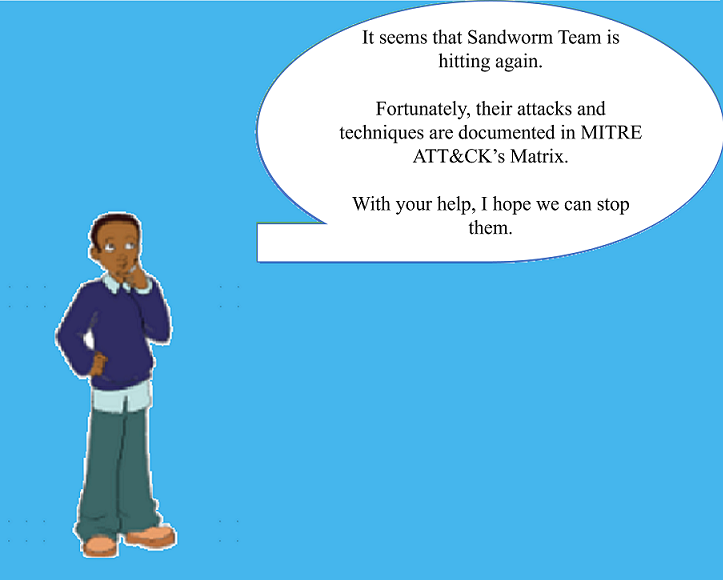 It seems that Sandworm Team is
hitting again.
Fortunately, their attacks and
techniques are documented in MITRE
ATT&CK’s Matrix.
With your help, I hope we can stop
them.